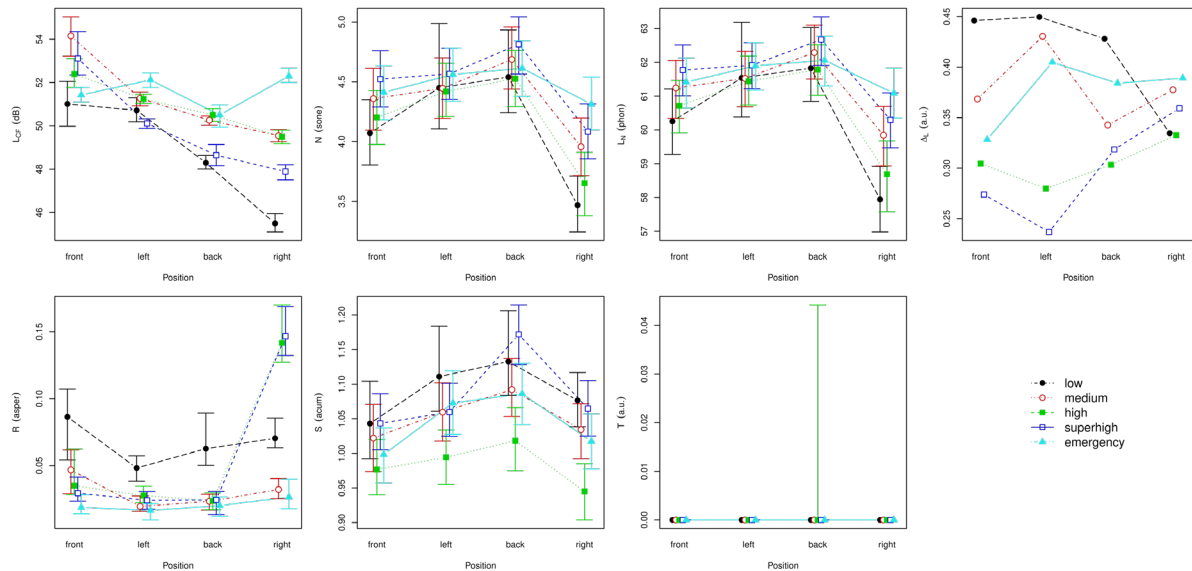 L_CF (dB)
54
52
50
48
46
front left back right
Position
N (sone)
5.0
4.5
4.0
3.5
front left back right
Position
L_N (phon)
63
62
61
60
59
58
57
front left back right
Position
Δ_L (a.u.)
0.45
0.40
0.35
0.30
0.25
front left back right
Position
R (asper)
0.15
0.10
0.05
front left back right
Position
S (acum)
1.20
1.15
1.10
1.05
1.00
0.95
0.90
front left back right
Position
T (a.u.)
0.04
0.03
0.02
0.01
0.00
front left back right
Position
low
medium
high
superhigh
emergency